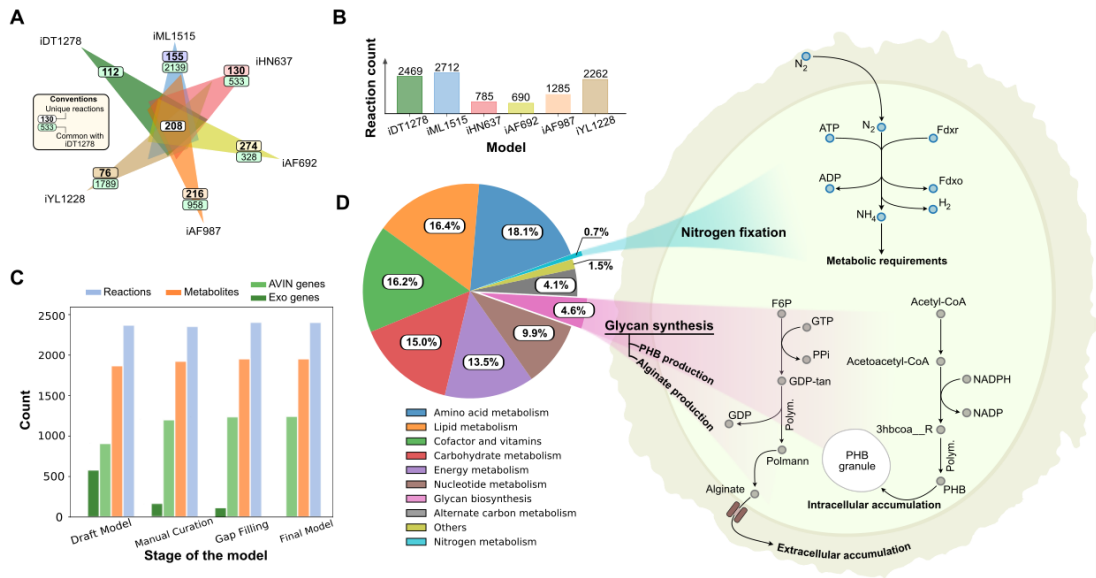 A
iDT1278
iML1515
iHN637
iAF692
iAF987
iYL1228
112
155
2139
130
533
274
328
216
958
76
1789
208
Conventions
Unique reactions
130
533
Common with
iDT1278
B
Reaction count
2469
2712
785
690
1285
2262
iDT1278
iML1515
iHN637
iAF692
iAF987
iYL1228
Model
C
Reactions
Metabolites
AVIN genes
Exo genes
Count
2500
2000
1500
1000
500
0
Draft Model
Manual Curation
Gap Filling
Final Model
Stage of the model
D
18.1%
16.4%
16.2%
15.0%
13.5%
9.9%
4.6%
4.1%
1.5%
0.7%
Amino acid metabolism
Lipid metabolism
Cofactor and vitamins
Carbohydrate metabolism
Energy metabolism
Nucleotide metabolism
Glycan biosynthesis
Alternate carbon metabolism
Others
Nitrogen metabolism
Nitrogen fixation
Glycan synthesis
PHB production
Alginate production
N2
N2
ATP
Fdxr
ADP
Fdxo
H2
NH4
Metabolic requirements
F6P
GTP
PPi
GDP-tan
GDP
Polym.
Polmann
Alginate
Extracellular accumulation
Acetyl-CoA
Acetoacetyl-CoA
NADPH
NADP
3hbcoa__R
Polym.
PHB
PHB
granule
Intracellular accumulation